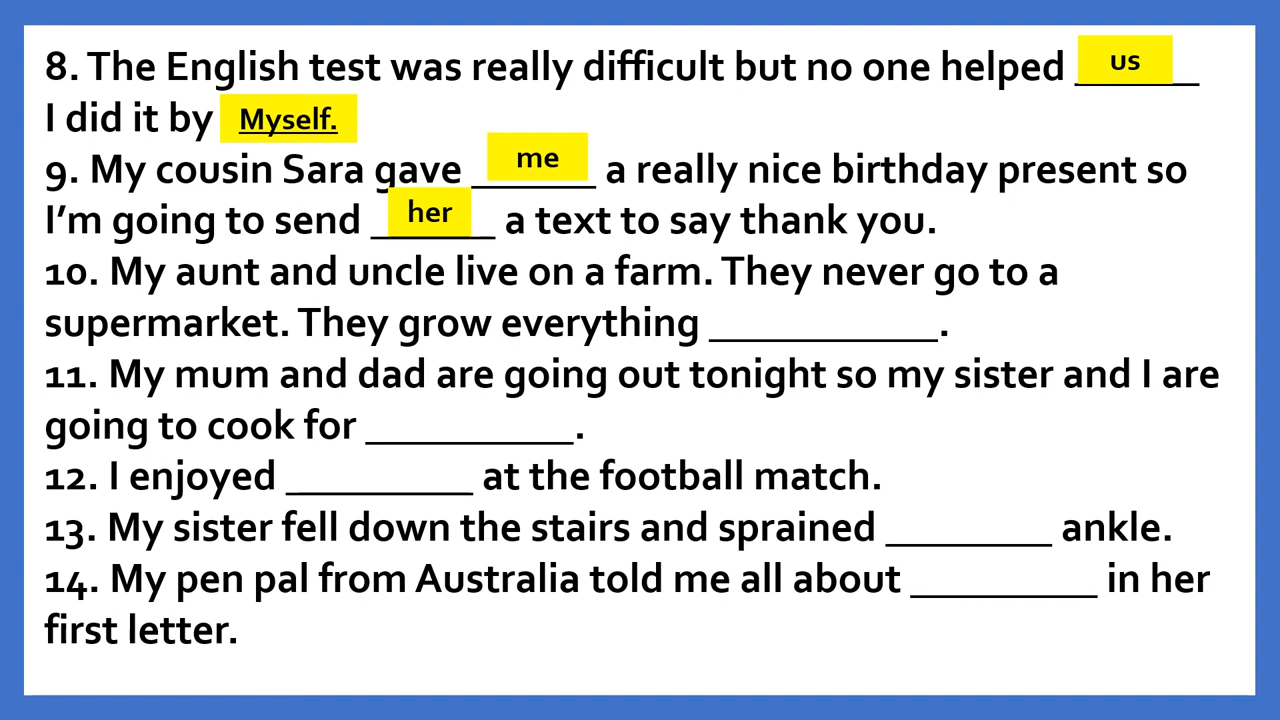 8. The English test was really difficult but no one helped us
I did it by Myself.
9. My cousin Sara gave me a really nice birthday present so
I'm going to send her a text to say thank you.
10. My aunt and uncle live on a farm. They never go to a
supermarket. They grow everything ___________.
11. My mum and dad are going out tonight so my sister and I are
going to cook for __________.
12. I enjoyed _________ at the football match.
13. My sister fell down the stairs and sprained ________ ankle.
14. My pen pal from Australia told me all about _________ in her
first letter.